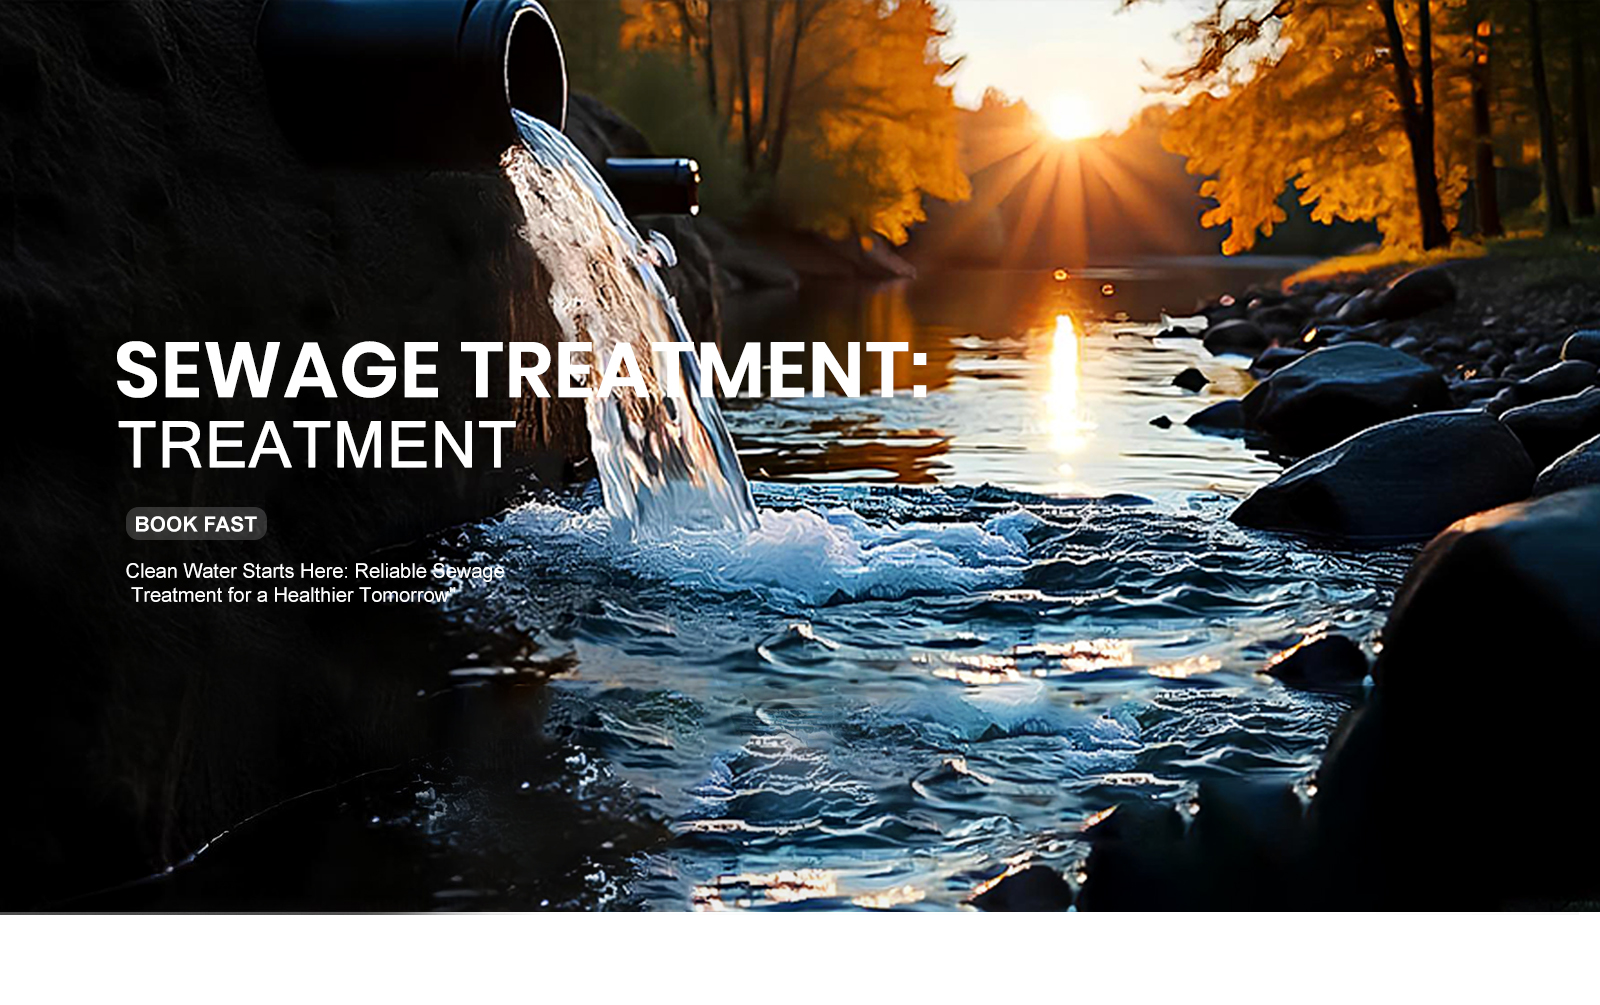 SEWAGE TREATMENT:
TREATMENT
BOOK FAST
Clean Water Starts Here: Reliable Sewage
Treatment for a Healthier Tomorrow"